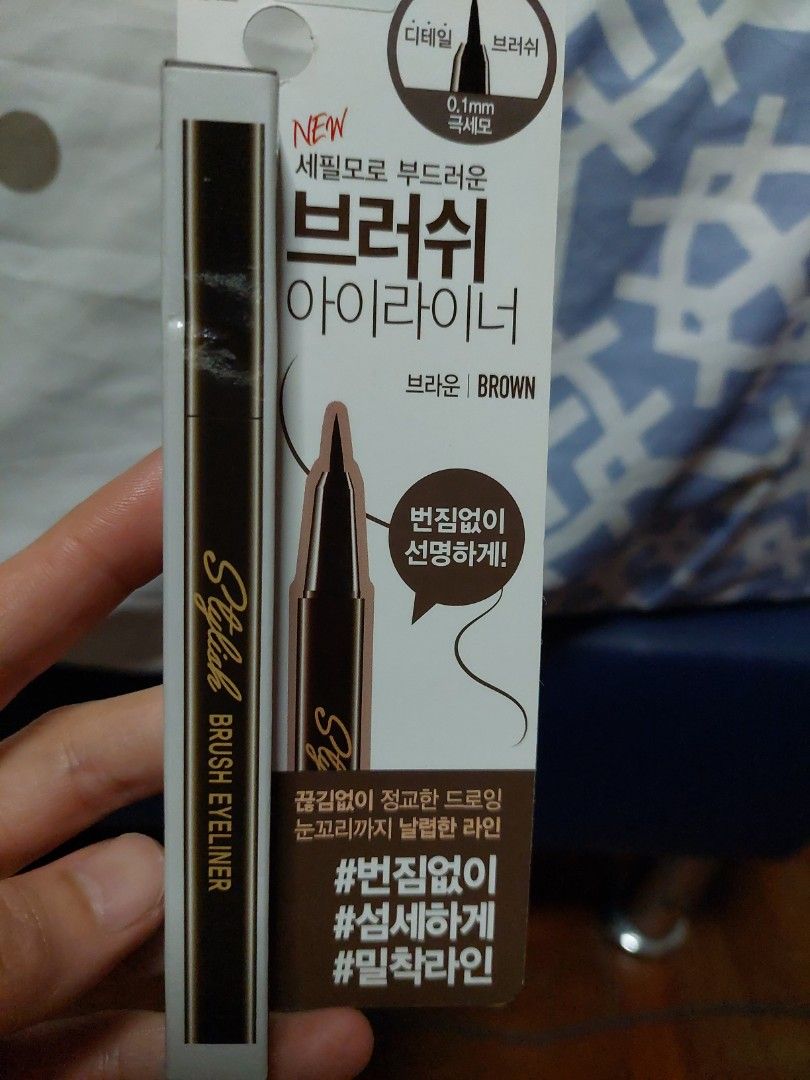 디테일 브러쉬
0.1mm
극세모
NEW
세필모로 부드러운
브러쉬
아이라이너
브라운 | BROWN
번짐없이
선명하게!
Stylish BRUSH EYELINER
Sty
끊김없이 정교한 드로잉
눈꼬리까지 날렵한 라인
#번짐없이
#섬세하게
#밀착라인